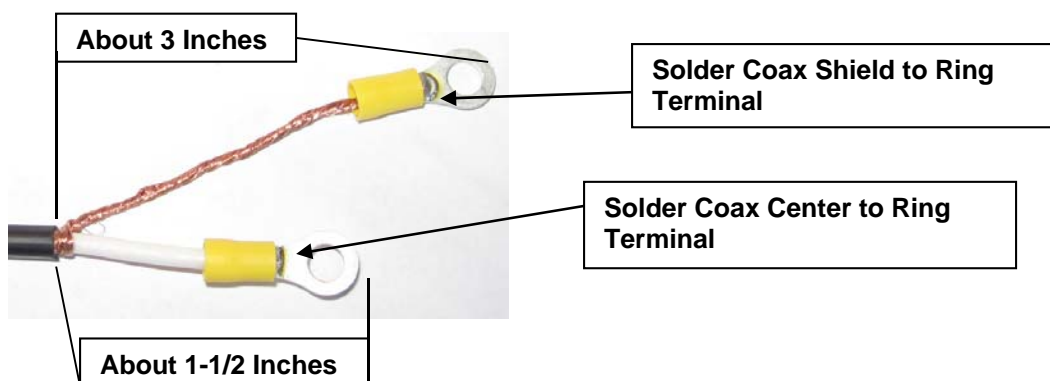 About 3 Inches
Solder Coax Shield to Ring
Terminal
Solder Coax Center to Ring
Terminal
About 1-1/2 Inches